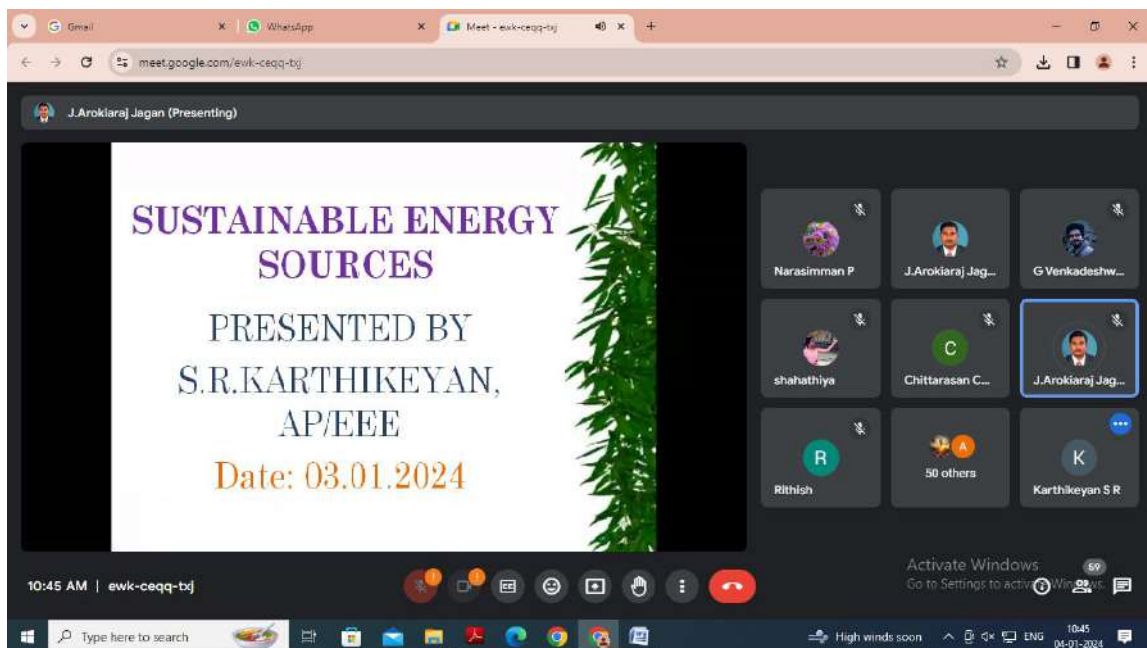 Gmail
WhatsApp
Meet - ewk-ceqq-txj
meet.google.com/ewk-ceqq-txj
J.Arokiaraj Jagan (Presenting)
SUSTAINABLE ENERGY
SOURCES
PRESENTED BY
S.R.KARTHIKEYAN,
AP/EEE
Date: 03.01.2024
Narasimman P
J.Arokiaraj Jag...
G Venkadeshw...
shahathiya
C
Chittarasan C...
J.Arokiaraj Jag...
R
Rithish
A
50 others
K
Karthikeyan S R
Activate Windows
Go to Settings to activate Windows.
59
10:45 AM | ewk-ceqq-txj
CC
Type here to search
High winds soon
ENG
10:45
04-01-2024